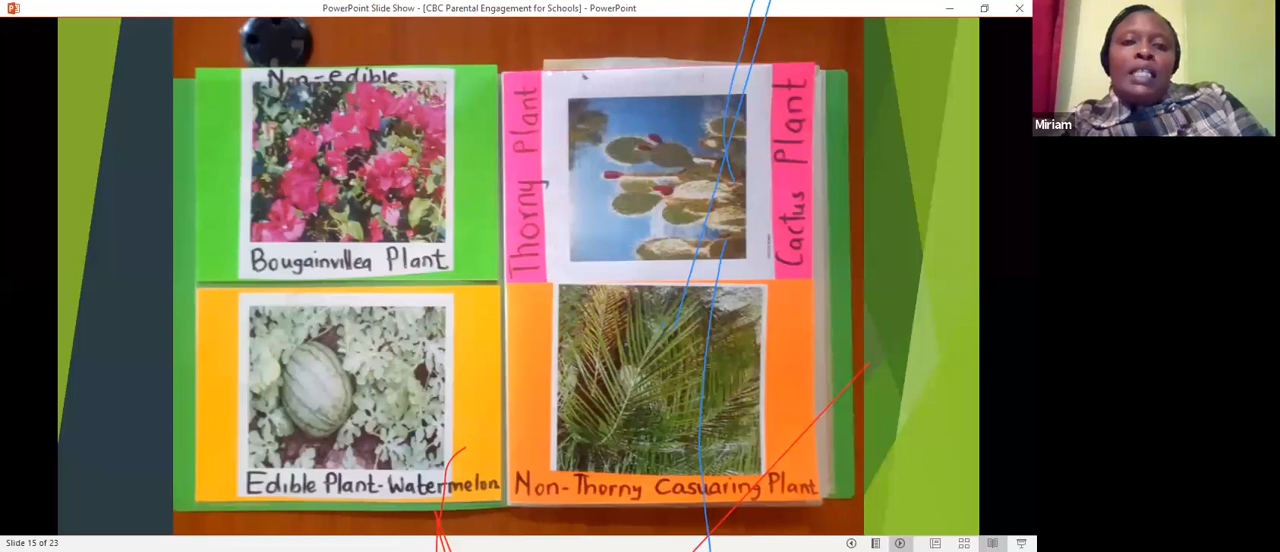 PowerPoint Slide Show - [CBC Parental Engagement for Schools] - PowerPoint
Miriam
Non-edible
Bougainvillea Plant
Thorny Plant
Cactus Plant
Edible Plant-Watermelon
Non-Thorny Casuaring Plant
Slide 15 of 23